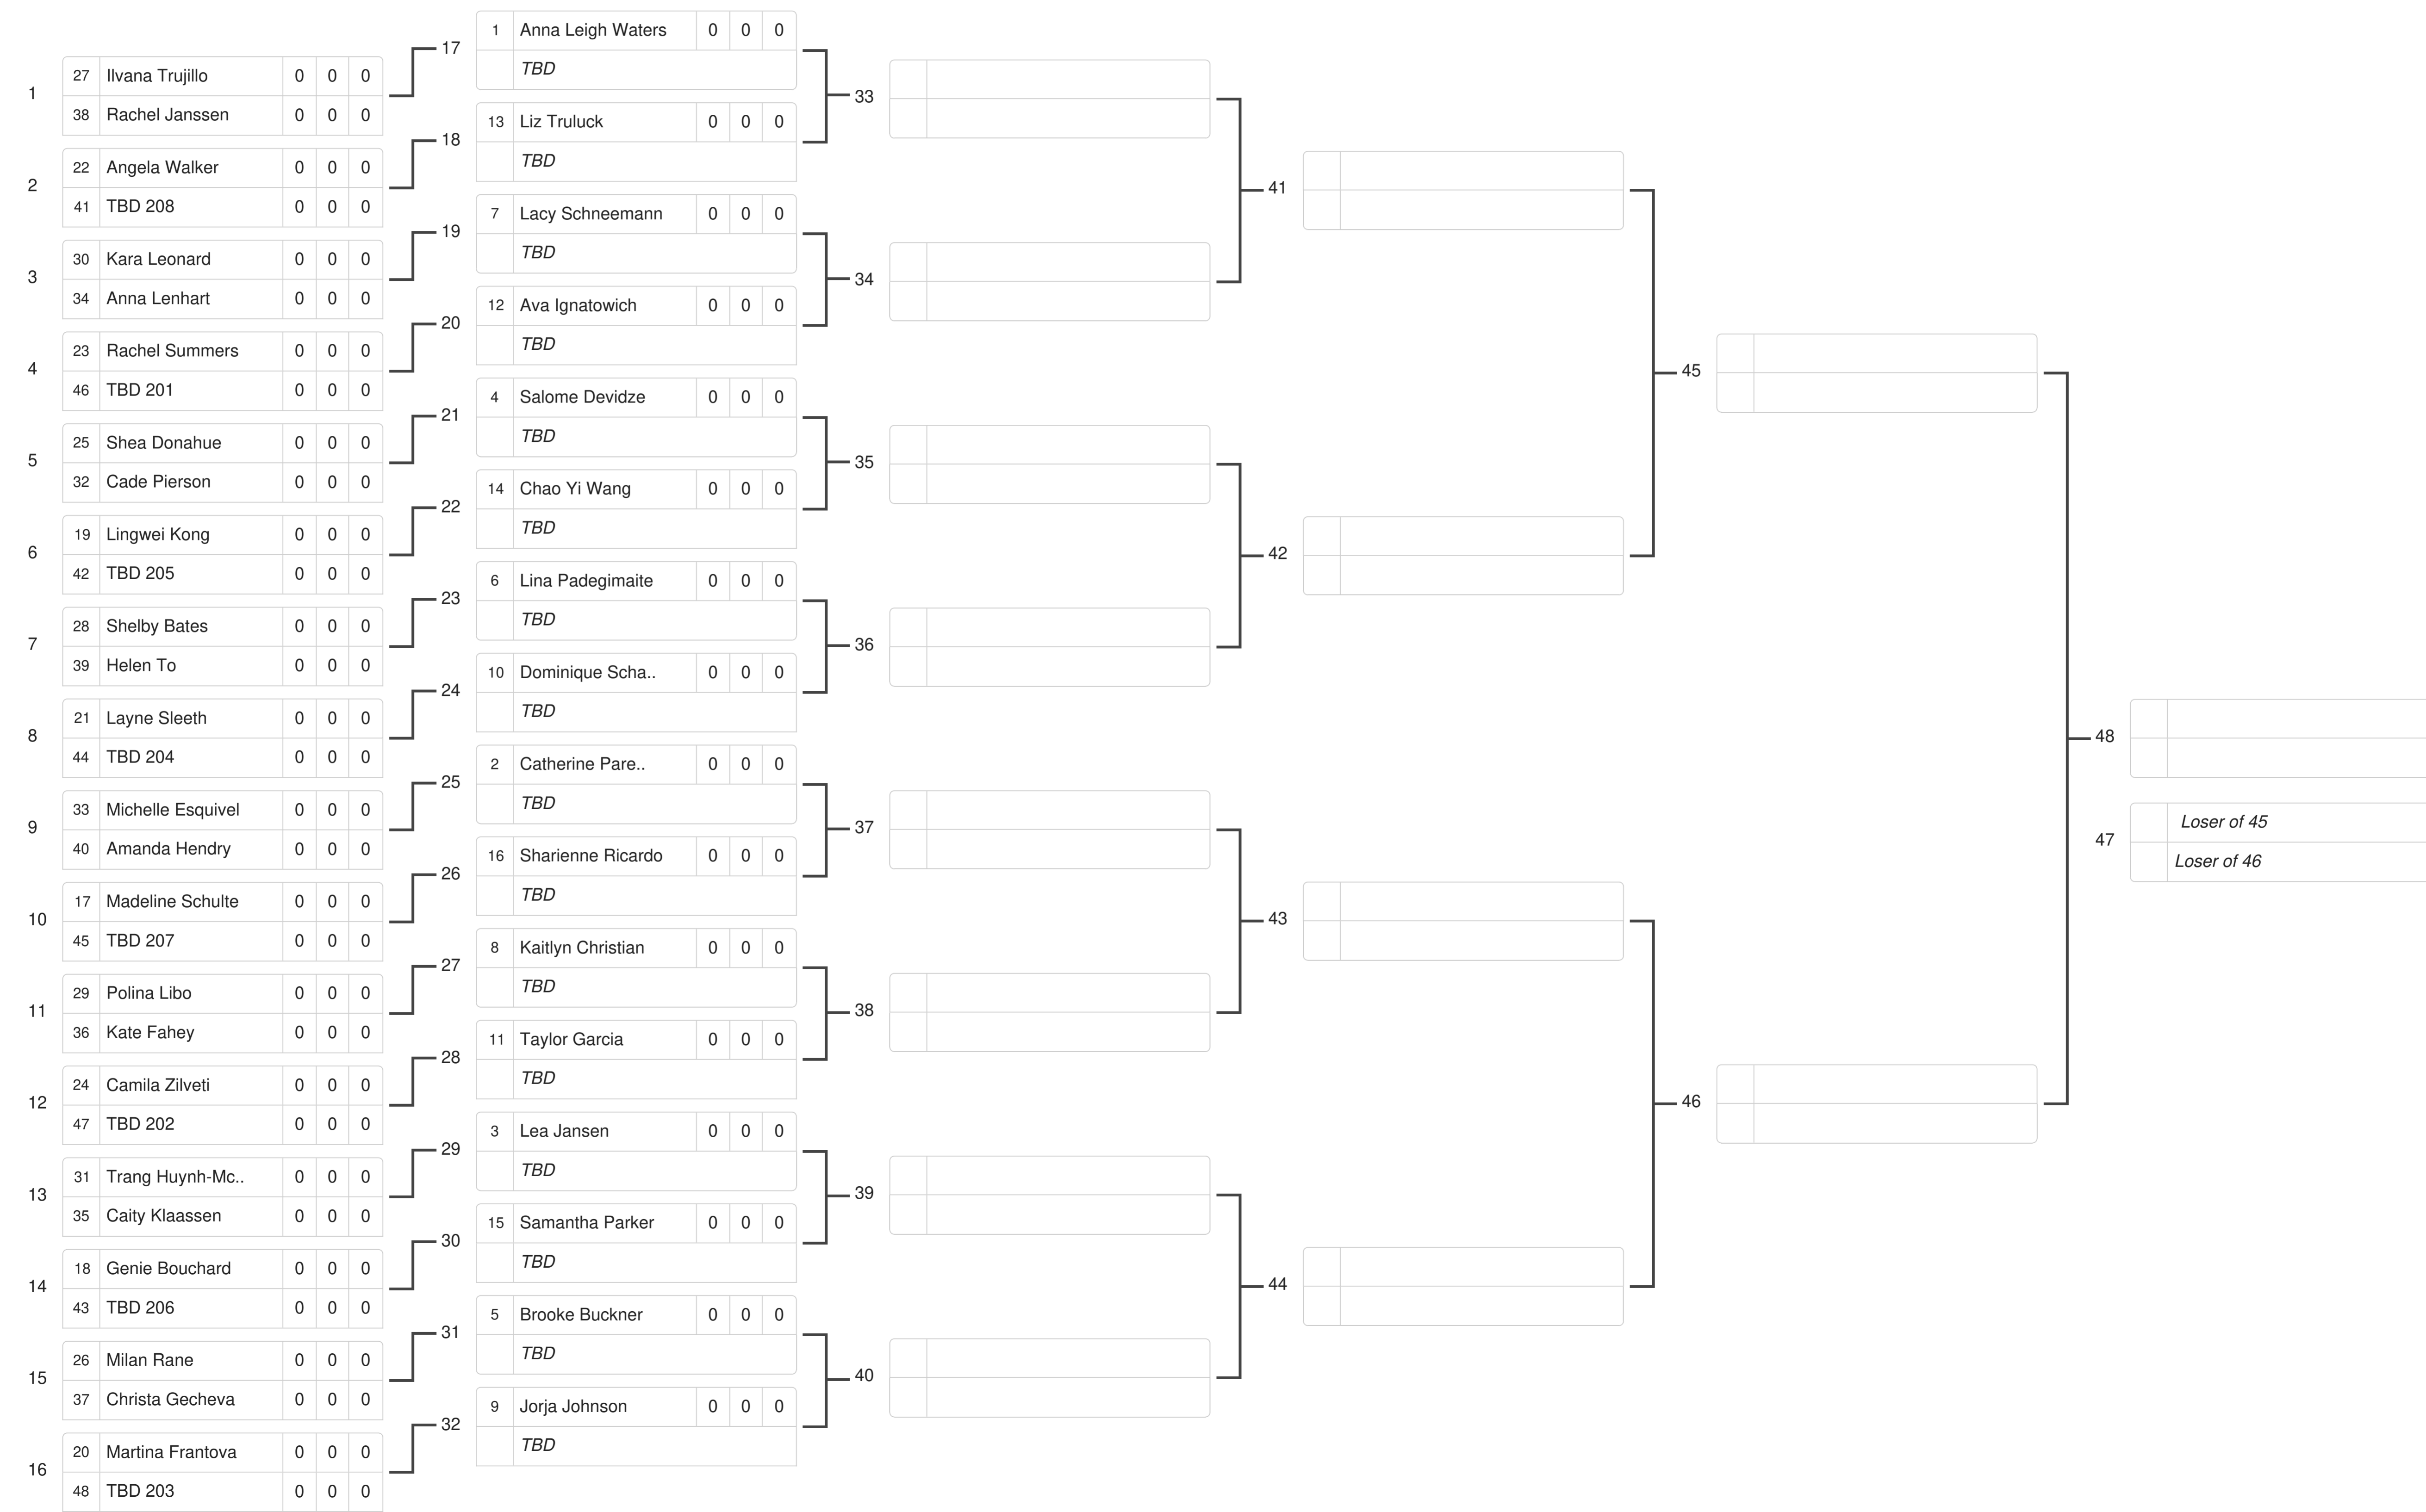 1
27 Ilvana Trujillo 0 0 0
38 Rachel Janssen 0 0 0
2
22 Angela Walker 0 0 0
41 TBD 208 0 0 0
3
30 Kara Leonard 0 0 0
34 Anna Lenhart 0 0 0
4
23 Rachel Summers 0 0 0
46 TBD 201 0 0 0
5
25 Shea Donahue 0 0 0
32 Cade Pierson 0 0 0
6
19 Lingwei Kong 0 0 0
42 TBD 205 0 0 0
7
28 Shelby Bates 0 0 0
39 Helen To 0 0 0
8
21 Layne Sleeth 0 0 0
44 TBD 204 0 0 0
9
33 Michelle Esquivel 0 0 0
40 Amanda Hendry 0 0 0
10
17 Madeline Schulte 0 0 0
45 TBD 207 0 0 0
11
29 Polina Libo 0 0 0
36 Kate Fahey 0 0 0
12
24 Camila Zilveti 0 0 0
47 TBD 202 0 0 0
13
31 Trang Huynh-Mc.. 0 0 0
35 Caity Klaassen 0 0 0
14
18 Genie Bouchard 0 0 0
43 TBD 206 0 0 0
15
26 Milan Rane 0 0 0
37 Christa Gecheva 0 0 0
16
20 Martina Frantova 0 0 0
48 TBD 203 0 0 0
17
1 Anna Leigh Waters 0 0 0
TBD
18
13 Liz Truluck 0 0 0
TBD
19
7 Lacy Schneemann 0 0 0
TBD
20
12 Ava Ignatowich 0 0 0
TBD
21
4 Salome Devidze 0 0 0
TBD
22
14 Chao Yi Wang 0 0 0
TBD
23
6 Lina Padegimaite 0 0 0
TBD
24
10 Dominique Scha.. 0 0 0
TBD
25
2 Catherine Pare.. 0 0 0
TBD
26
16 Sharienne Ricardo 0 0 0
TBD
27
8 Kaitlyn Christian 0 0 0
TBD
28
11 Taylor Garcia 0 0 0
TBD
29
3 Lea Jansen 0 0 0
TBD
30
15 Samantha Parker 0 0 0
TBD
31
5 Brooke Buckner 0 0 0
TBD
32
9 Jorja Johnson 0 0 0
TBD
33
34
35
36
37
38
39
40
41
42
43
44
45
46
48
47
Loser of 45
Loser of 46